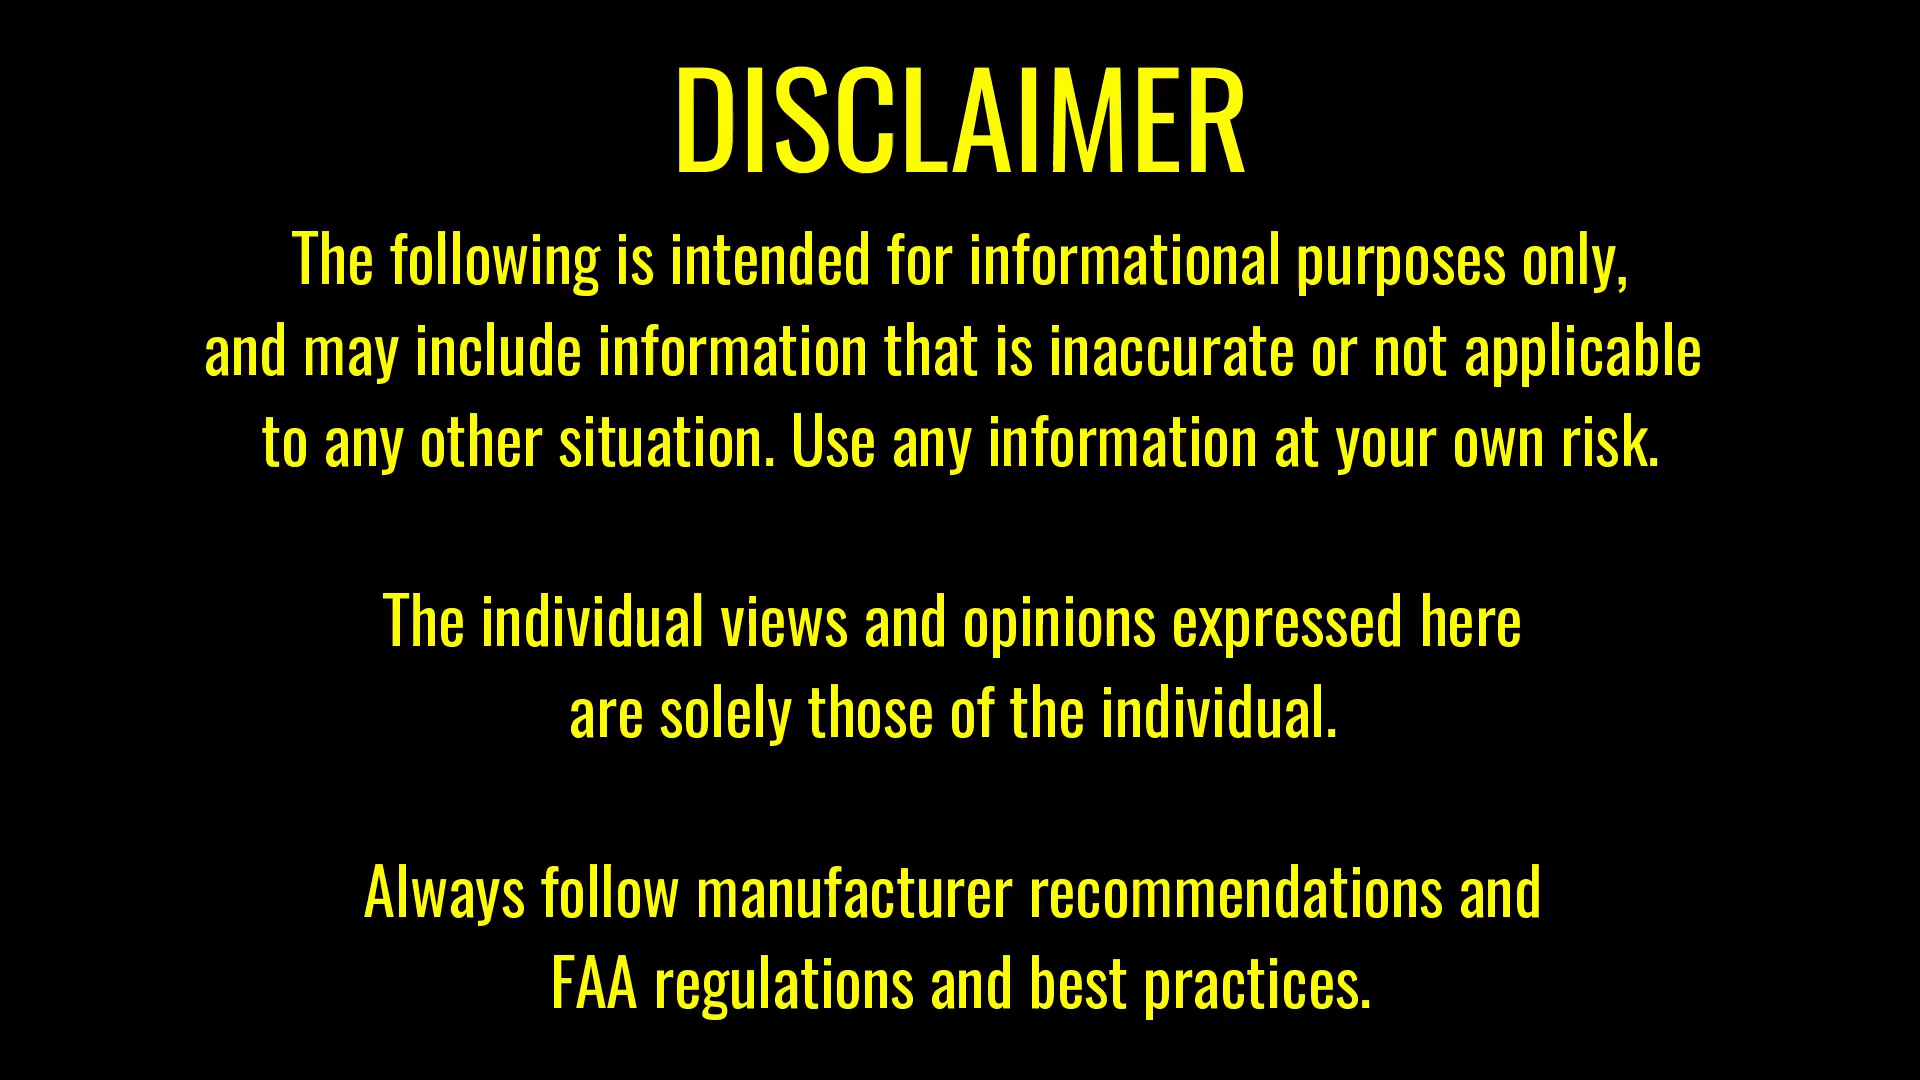 DISCLAIMER
The following is intended for informational purposes only,
and may include information that is inaccurate or not applicable
to any other situation. Use any information at your own risk.
The individual views and opinions expressed here
are solely those of the individual.
Always follow manufacturer recommendations and
FAA regulations and best practices.